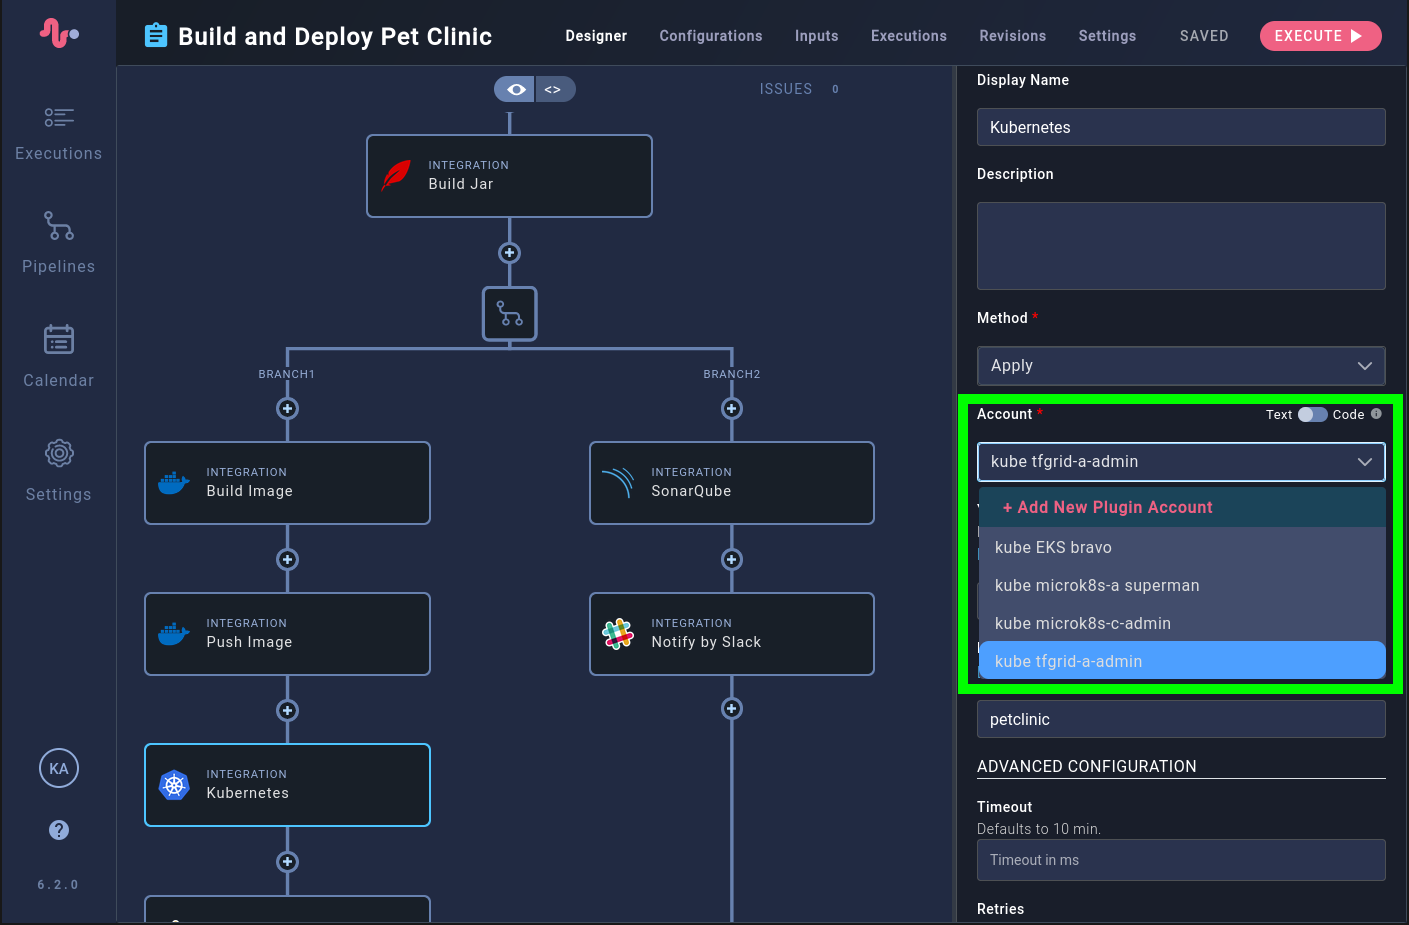 Build and Deploy Pet Clinic
Designer
Configurations
Inputs
Executions
Revisions
Settings
SAVED
EXECUTE
Executions
Pipelines
Calendar
Settings
KA
?
6.2.0
<>
ISSUES 0
INTEGRATION
Build Jar
BRANCH1
BRANCH2
INTEGRATION
Build Image
INTEGRATION
SonarQube
INTEGRATION
Push Image
INTEGRATION
Notify by Slack
INTEGRATION
Kubernetes
Display Name
Kubernetes
Description
Method *
Apply
Account *
Text Code
kube tfgrid-a-admin
+ Add New Plugin Account
kube EKS bravo
kube microk8s-a superman
kube microk8s-c-admin
kube tfgrid-a-admin
petclinic
ADVANCED CONFIGURATION
Timeout
Defaults to 10 min.
Timeout in ms
Retries